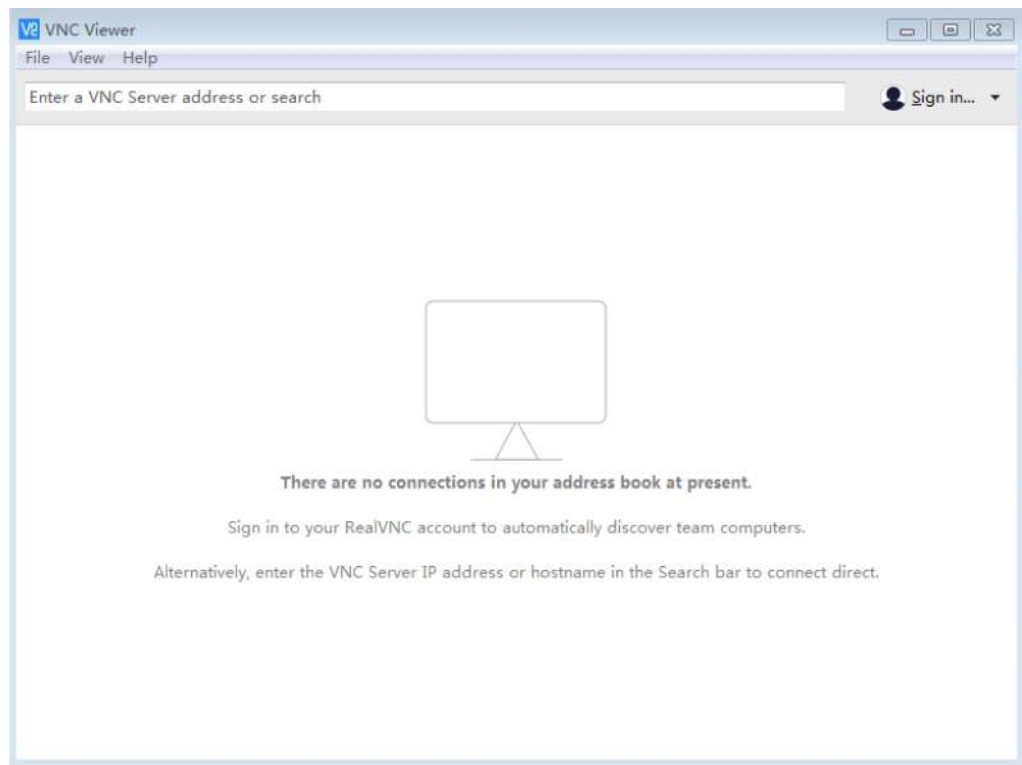 VNC Viewer
File View Help
Enter a VNC Server address or search
Sign in...
There are no connections in your address book at present.
Sign in to your RealVNC account to automatically discover team computers.
Alternatively, enter the VNC Server IP address or hostname in the Search bar to connect direct.